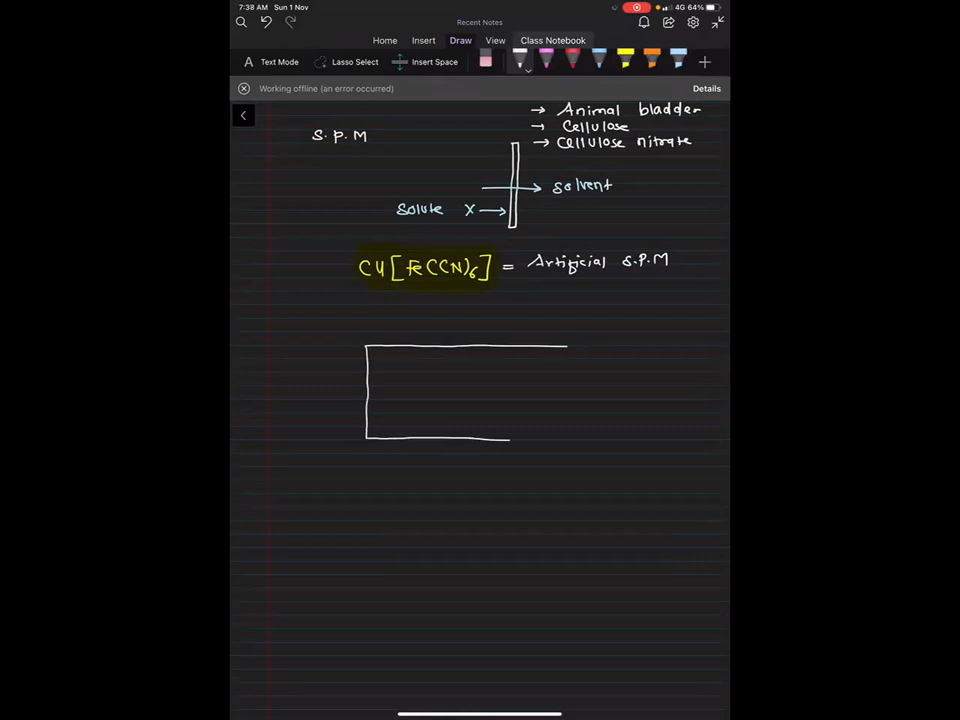 7:38 AM Sun 1 Nov 4G 64%
Recent Notes
Home Insert Draw View Class Notebook
Text Mode Lasso Select Insert Space
Working offline (an error occurred) Details
→ Animal bladder
S.P.M → Cellulose
→ Cellulose nitrate
solvent
solute X →
Cu[Fe(CN)6] = Artificial S.P.M